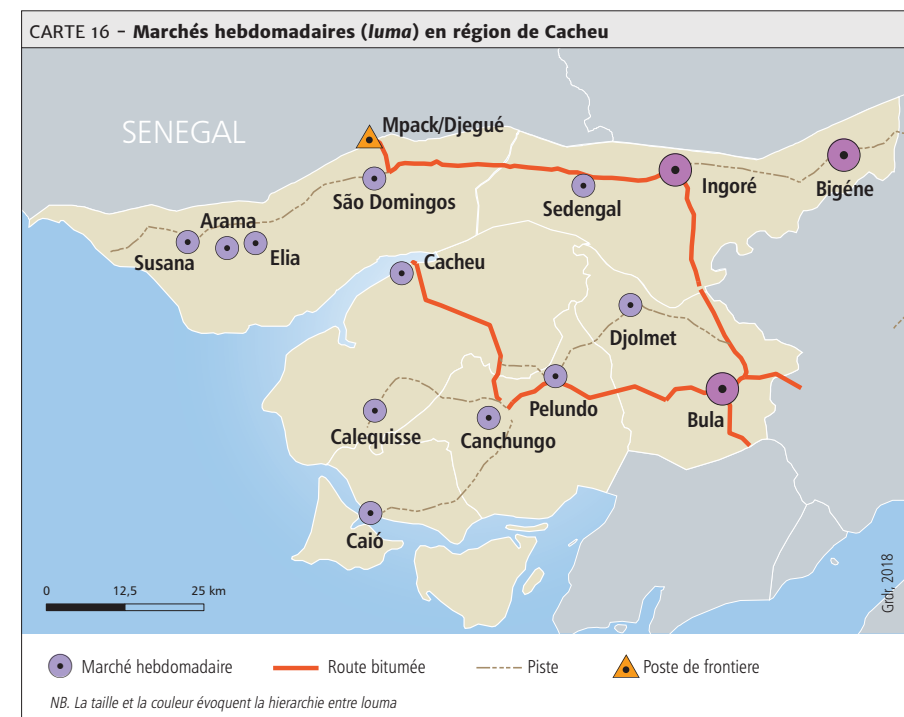 CARTE 16 – Marchés hebdomadaires (luma) en région de Cacheu
SENEGAL
Mpack/Djegué
São Domingos
Sedengal
Ingoré
Bigéne
Arama
Susana
Elia
Cacheu
Djolmet
Pelundo
Bula
Calequisse
Canchungo
Caió
0 12,5 25 km
Grdr, 2018
Marché hebdomadaire
Route bitumée
Piste
Poste de frontiere
NB. La taille et la couleur évoquent la hierarchie entre louma